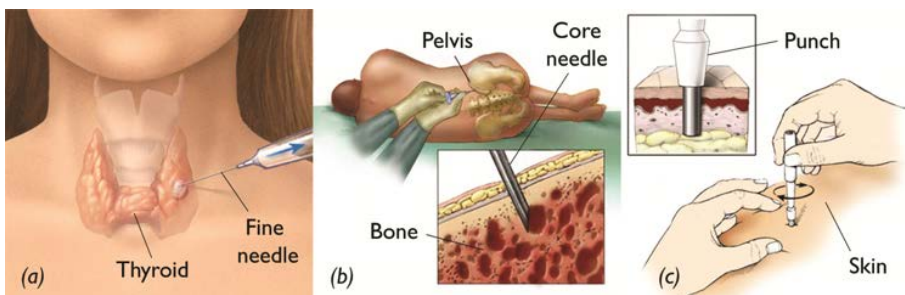 Thyroid
Fine
needle
(a)
Pelvis
Core
needle
Bone
(b)
Punch
Skin
(c)